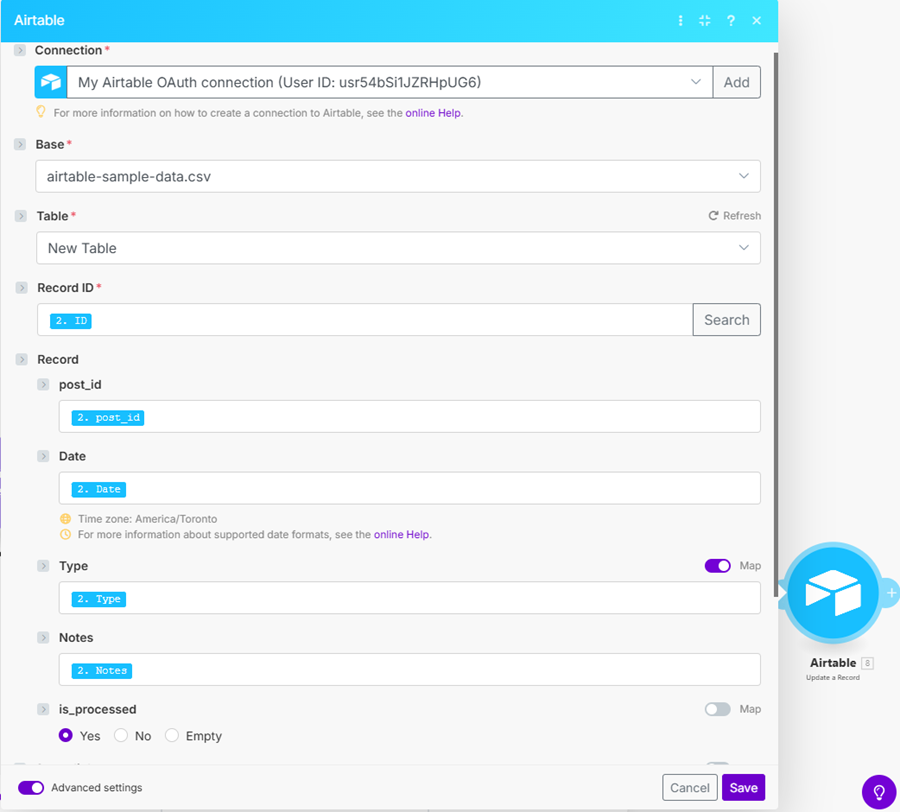 Airtable
?
Connection *
My Airtable OAuth connection (User ID: usr54bSi1JZRHpUG6)
Add
For more information on how to create a connection to Airtable, see the online Help.
Base *
airtable-sample-data.csv
Table *
Refresh
New Table
Record ID *
2. ID
Search
Record
post_id
2. post_id
Date
2. Date
Time zone: America/Toronto
For more information about supported date formats, see the online Help.
Type
Map
2. Type
Notes
2. Notes
is_processed
Map
Yes
No
Empty
Advanced settings
Cancel
Save
Airtable 8
Update a Record